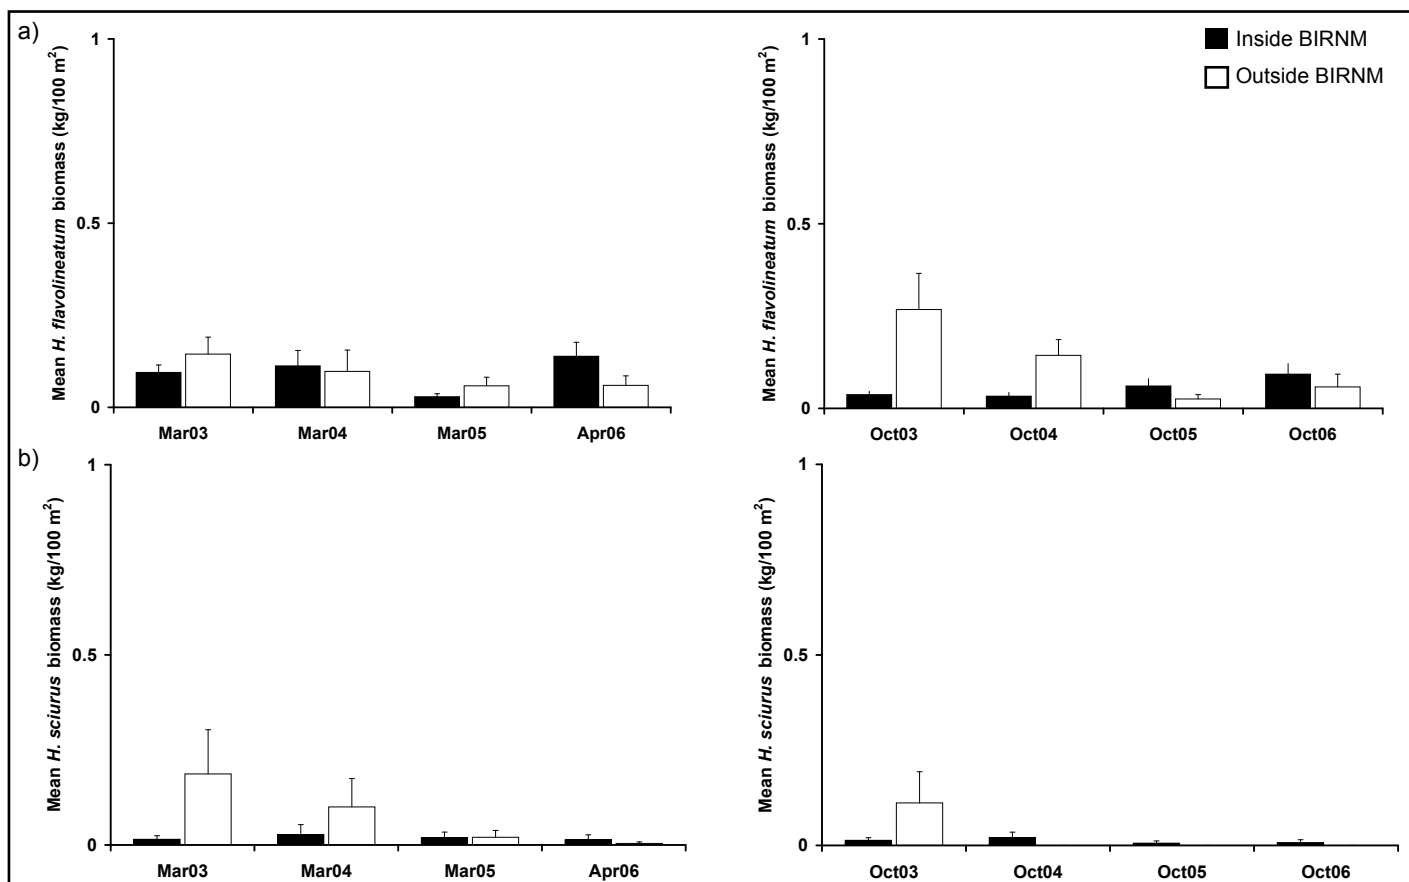 a)
Mean H. flavolineatum biomass (kg/100 m²)
1
0.5
0
Mar03 Mar04 Mar05 Apr06
Mean H. flavolineatum biomass (kg/100 m²)
1
0.5
0
Oct03 Oct04 Oct05 Oct06
Inside BIRNM
Outside BIRNM
b)
Mean H. sciurus biomass (kg/100 m²)
1
0.5
0
Mar03 Mar04 Mar05 Apr06
Mean H. sciurus biomass (kg/100 m²)
1
0.5
0
Oct03 Oct04 Oct05 Oct06